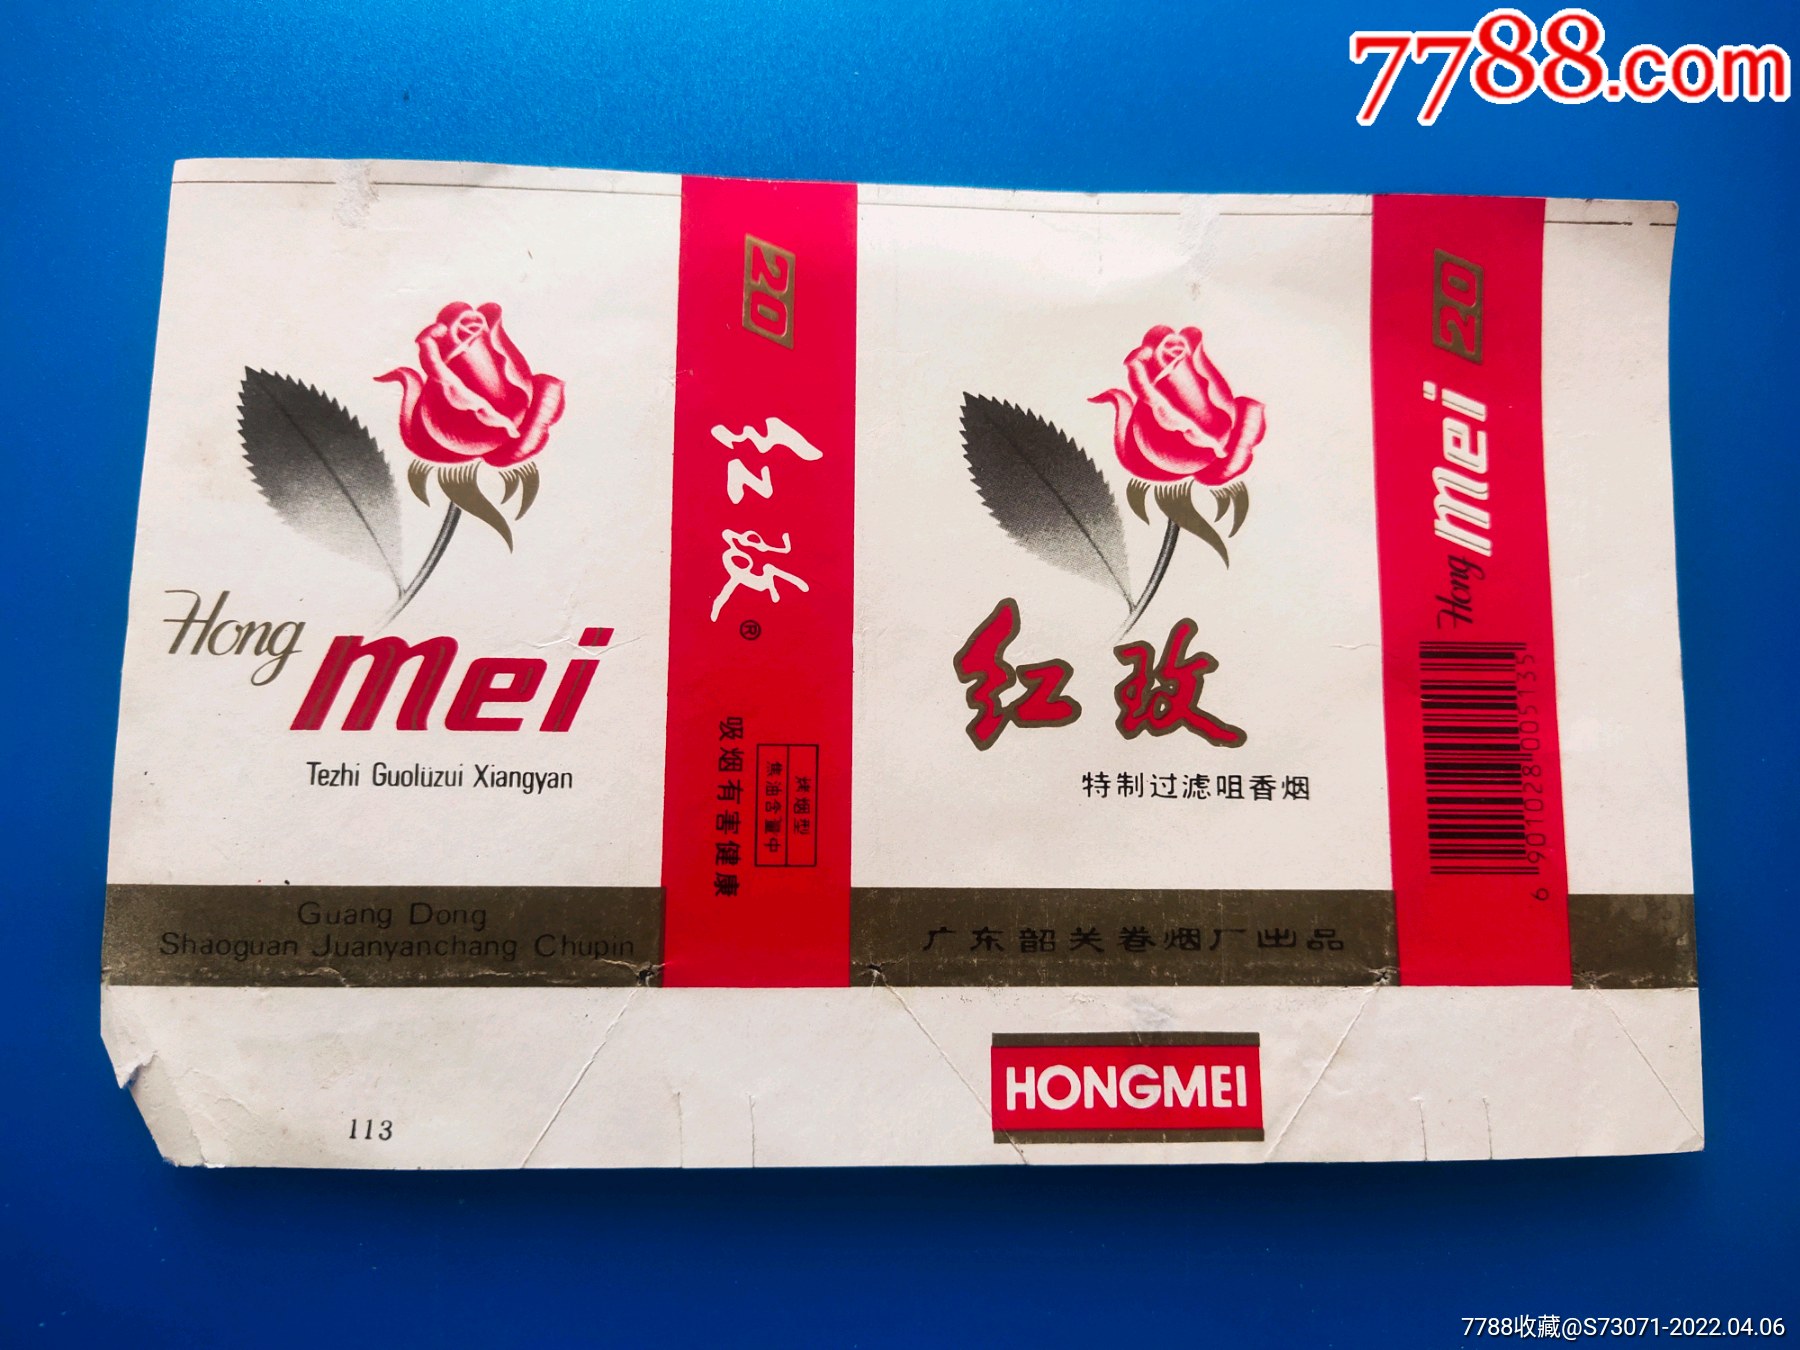 7788.com
Hong
mei
Tezhi Guolüzui Xiangyan
Guang Dong
Shaoguan Juanyanchang Chupin
113
20
红玫®
吸烟有害健康
烤烟型
焦油含量中
红玫
特制过滤咀香烟
广东韶关卷烟厂出品
HONGMEI
20
Hong mei
6901028005135
7788收藏@S73071-2022.04.06